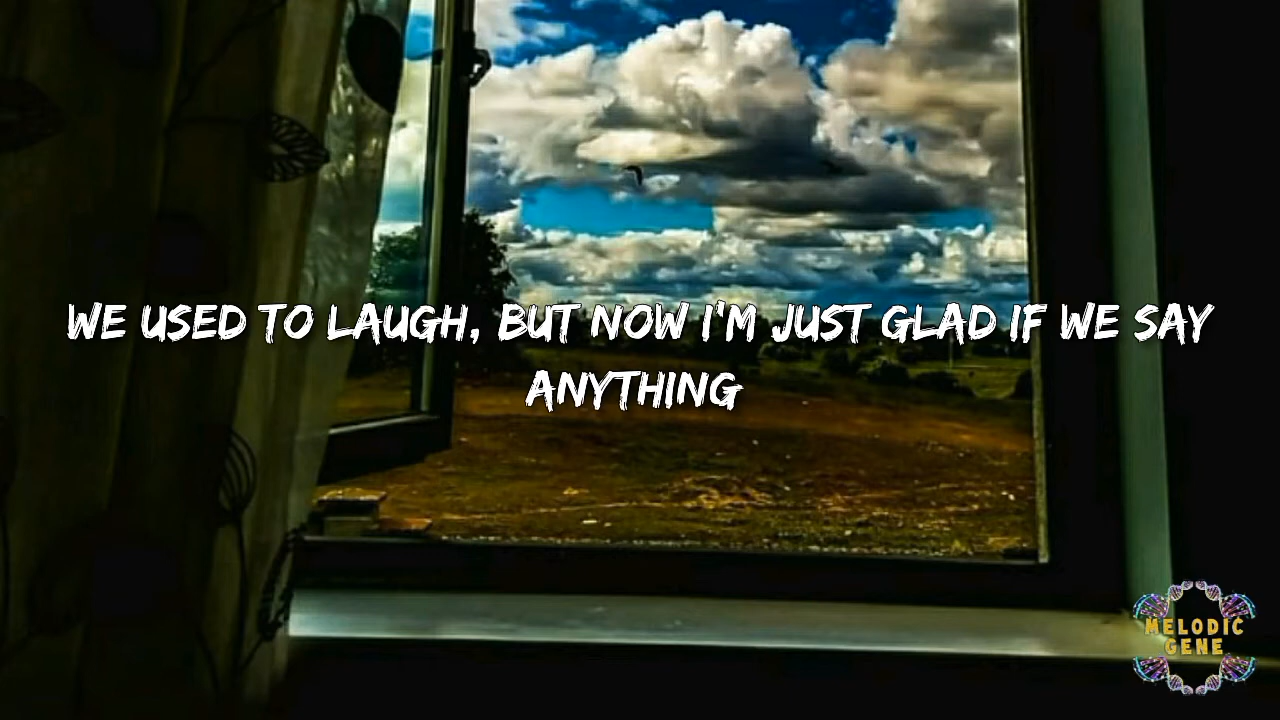 WE USED TO LAUGH, BUT NOW I'M JUST GLAD IF WE SAY
ANYTHING
MELODIC
GENE